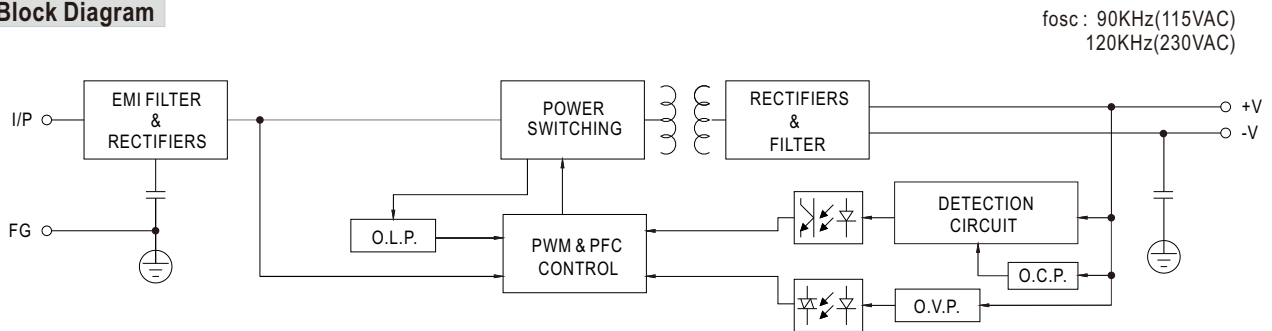 Block Diagram
fosc : 90KHz(115VAC)
120KHz(230VAC)
I/P
EMI FILTER
&
RECTIFIERS
POWER
SWITCHING
RECTIFIERS
&
FILTER
+V
-V
FG
O.L.P.
PWM & PFC
CONTROL
DETECTION
CIRCUIT
O.C.P.
O.V.P.